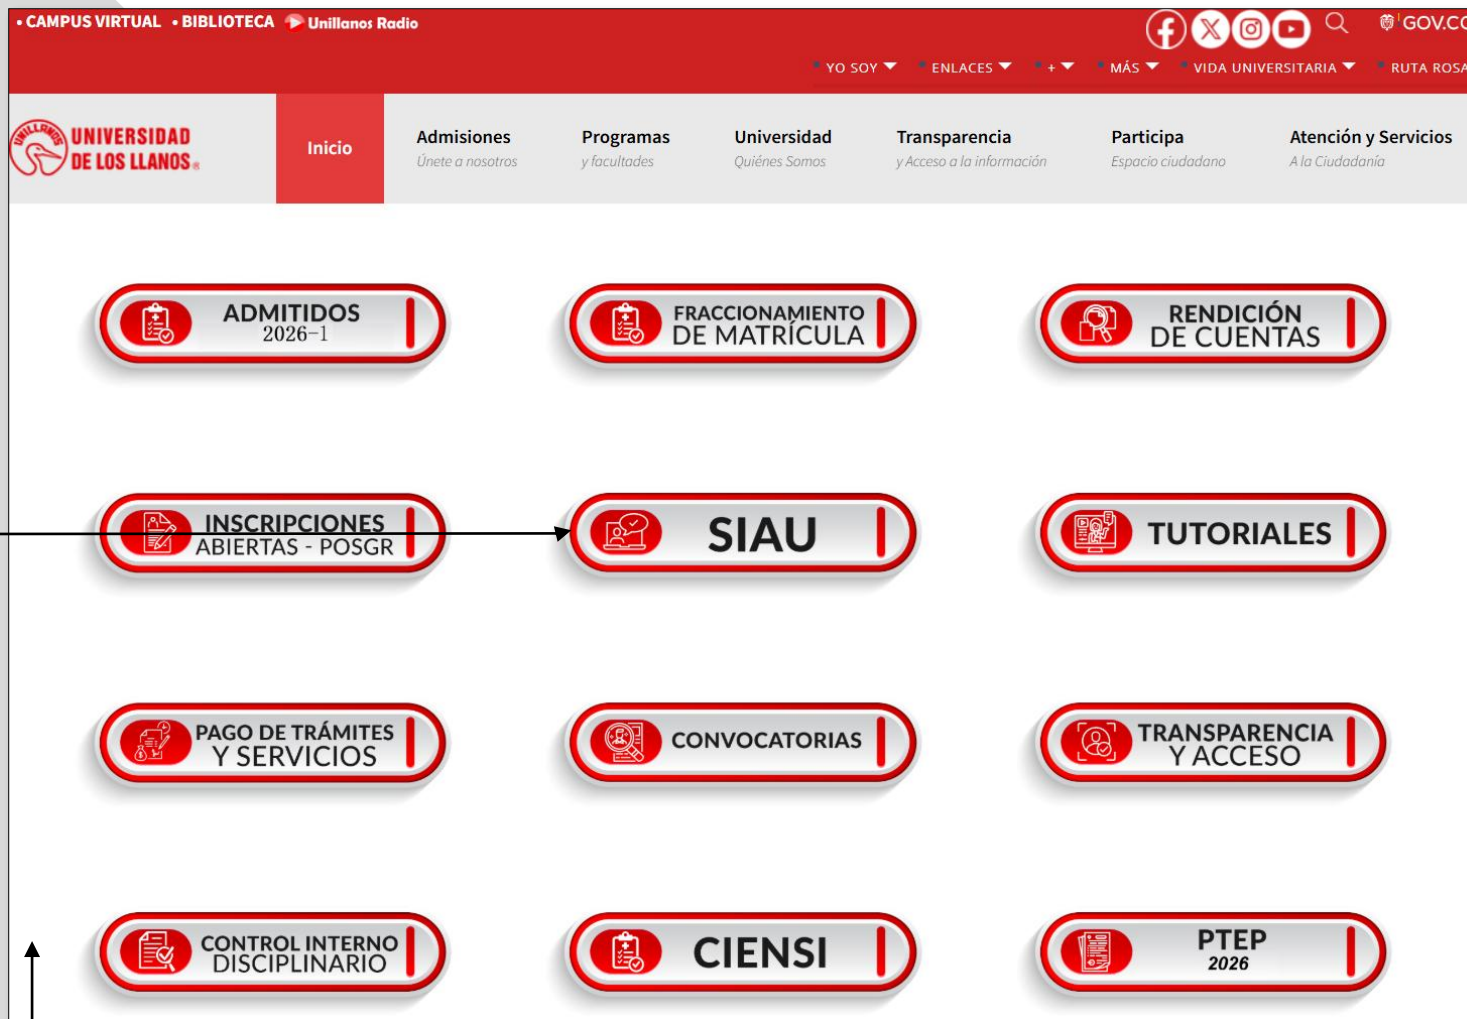 • CAMPUS VIRTUAL • BIBLIOTECA Unillanos Radio
GOV.CO
YO SOY ENLACES + MÁS VIDA UNIVERSITARIA RUTA ROSA
UNILLANOS
UNIVERSIDAD
DE LOS LLANOS®
Inicio
Admisiones
Únete a nosotros
Programas
y facultades
Universidad
Quiénes Somos
Transparencia
y Acceso a la información
Participa
Espacio ciudadano
Atención y Servicios
A la Ciudadanía
ADMITIDOS
2026-1
FRACCIONAMIENTO
DE MATRÍCULA
RENDICIÓN
DE CUENTAS
INSCRIPCIONES
ABIERTAS - POSGR
SIAU
TUTORIALES
PAGO DE TRÁMITES
Y SERVICIOS
CONVOCATORIAS
TRANSPARENCIA
Y ACCESO
CONTROL INTERNO
DISCIPLINARIO
CIENSI
PTEP
2026